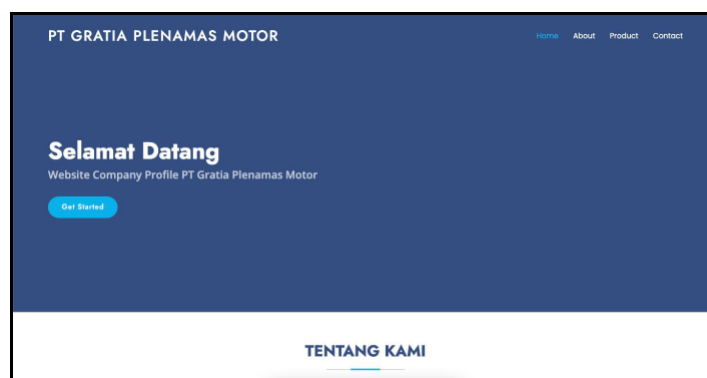 PT GRATIA PLENAMAS MOTOR
Home About Product Contact
Selamat Datang
Website Company Profile PT Gratia Plenamas Motor
Get Started
TENTANG KAMI